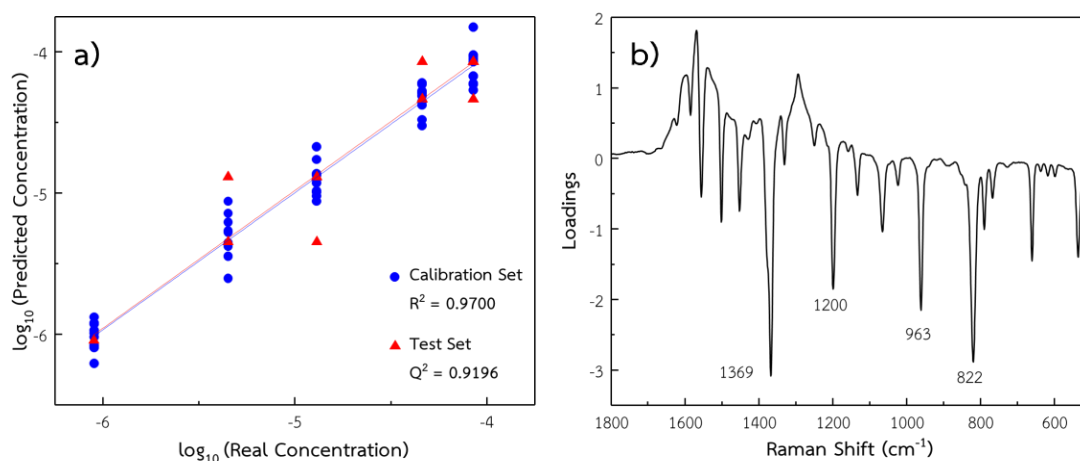 a)
log₁₀(Predicted Concentration)
-4
-5
-6
Calibration Set
R² = 0.9700
Test Set
Q² = 0.9196
-6 -5 -4
log₁₀(Real Concentration)
b)
Loadings
2
1
0
-1
-2
-3
1369
1200
963
822
1800 1600 1400 1200 1000 800 600
Raman Shift (cm⁻¹)